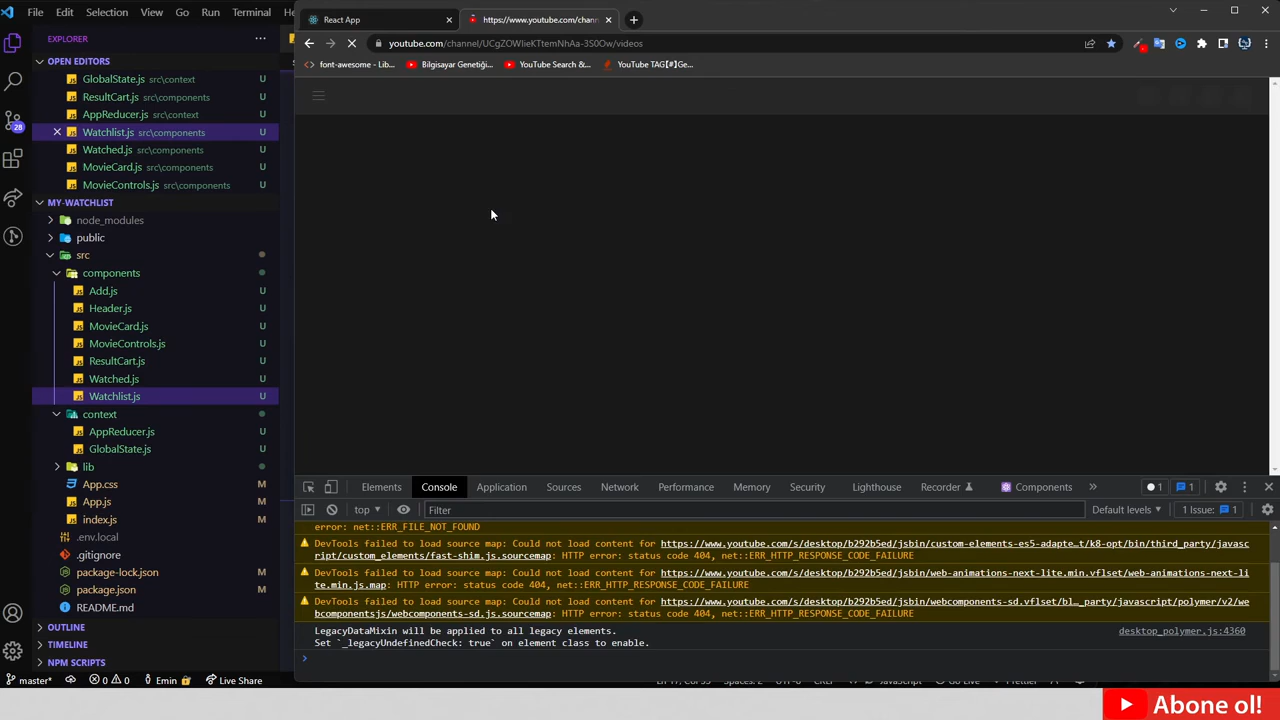 File Edit View Go Run Terminal
React App
https://www.youtube.com/chann
youtube.com/channel/UCgZOWIieKTtemNhAa-3S0Ow/videos
font-awesome - Lib...
Bilgisayar Genetiği...
YouTube Search &...
YouTube TAG【#】Ge...
EXPLORER
OPEN EDITORS
GlobalState.js src\context U
ResultCart.js src\components U
AppReducer.js src\context U
Watchlist.js src\components U
Watched.js src\components U
MovieCard.js src\components U
MovieControls.js src\components U
MY-WATCHLIST
node_modules
public
src
components
Add.js U
Header.js U
MovieCard.js U
MovieControls.js U
ResultCart.js U
Watched.js U
Watchlist.js U
context
AppReducer.js U
GlobalState.js U
lib
App.css M
App.js M
index.js M
.env.local
.gitignore
package-lock.json M
package.json M
README.md
OUTLINE
TIMELINE
NPM SCRIPTS
28
master* 0 0 Emin Live Share
Elements Console Application Sources Network Performance Memory Security Lighthouse Recorder Components » 1 1
top Filter Default levels 1 Issue: 1
error: net::ERR_FILE_NOT_FOUND
DevTools failed to load source map: Could not load content for https://www.youtube.com/s/desktop/b292b5ed/jsbin/custom-elements-es5-adapte…t/k8-opt/bin/third_party/javasc
ript/custom_elements/fast-shim.js.sourcemap: HTTP error: status code 404, net::ERR_HTTP_RESPONSE_CODE_FAILURE
DevTools failed to load source map: Could not load content for https://www.youtube.com/s/desktop/b292b5ed/jsbin/web-animations-next-lite.min.vflset/web-animations-next-li
te.min.js.map: HTTP error: status code 404, net::ERR_HTTP_RESPONSE_CODE_FAILURE
DevTools failed to load source map: Could not load content for https://www.youtube.com/s/desktop/b292b5ed/jsbin/webcomponents-sd.vflset/bl…_party/javascript/polymer/v2/we
bcomponentsjs/webcomponents-sd.js.sourcemap: HTTP error: status code 404, net::ERR_HTTP_RESPONSE_CODE_FAILURE
LegacyDataMixin will be applied to all legacy elements. desktop_polymer.js:4360
Set `_legacyUndefinedCheck: true` on element class to enable.
Abone ol!